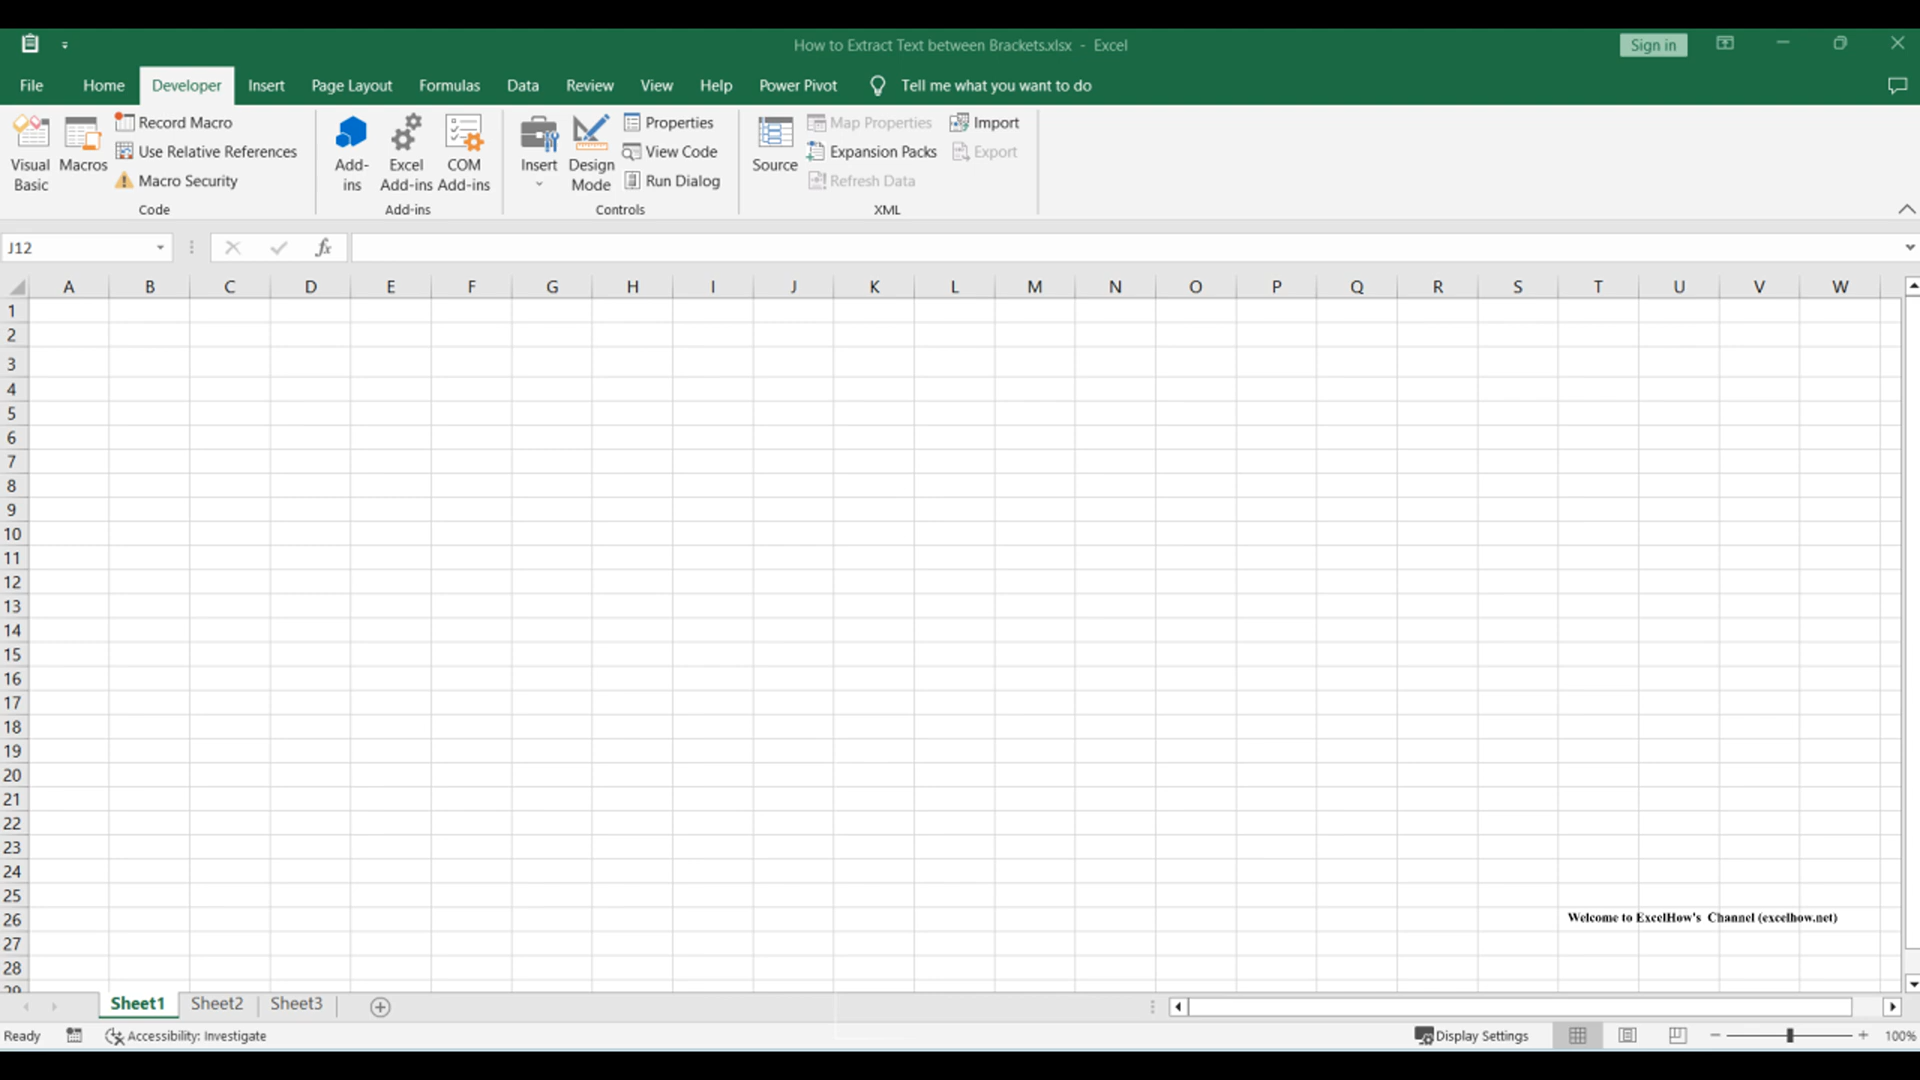 How to Extract Text between Brackets.xlsx - Excel
Sign in
File Home Developer Insert Page Layout Formulas Data Review View Help Power Pivot Tell me what you want to do
Visual Basic
Macros
Record Macro
Use Relative References
Macro Security
Code
Add-ins
Excel Add-ins
COM Add-ins
Add-ins
Insert
Design Mode
Properties
View Code
Run Dialog
Controls
Source
Map Properties
Expansion Packs
Refresh Data
Import
Export
XML
J12
fx
A B C D E F G H I J K L M N O P Q R S T U V W
1
2
3
4
5
6
7
8
9
10
11
12
13
14
15
16
17
18
19
20
21
22
23
24
25
26
Welcome to ExcelHow's Channel (excelhow.net)
27
28
29
Sheet1 Sheet2 Sheet3
Ready Accessibility: Investigate Display Settings 100%